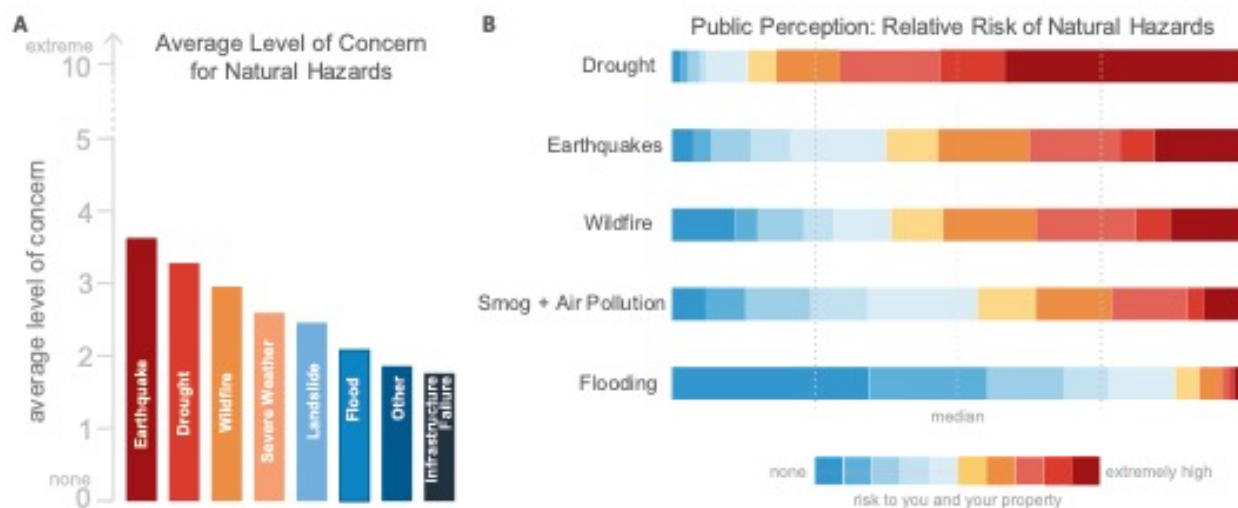 A
extreme
10
5
4
3
2
1
none
0
average level of concern
Average Level of Concern
for Natural Hazards
Earthquake
Drought
Wildfire
Severe Weather
Landslide
Flood
Other
Infrastructure
Failure
B
Public Perception: Relative Risk of Natural Hazards
Drought
Earthquakes
Wildfire
Smog + Air Pollution
Flooding
median
none
extremely high
risk to you and your property